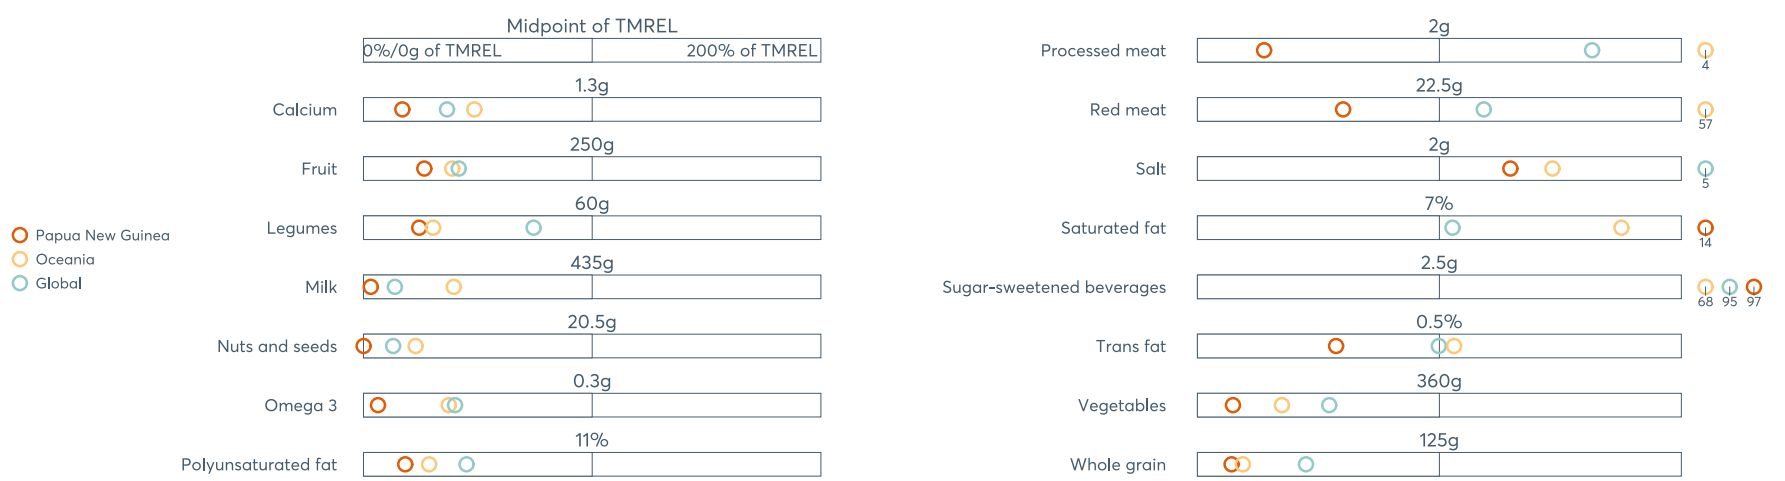 Midpoint of TMREL
0%/0g of TMREL 200% of TMREL
1.3g
Calcium
250g
Fruit
60g
Legumes
435g
Milk
20.5g
Nuts and seeds
0.3g
Omega 3
11%
Polyunsaturated fat
Papua New Guinea
Oceania
Global
2g
Processed meat
4
22.5g
Red meat
57
2g
Salt
5
7%
Saturated fat
14
2.5g
Sugar-sweetened beverages
68 95 97
0.5%
Trans fat
360g
Vegetables
125g
Whole grain